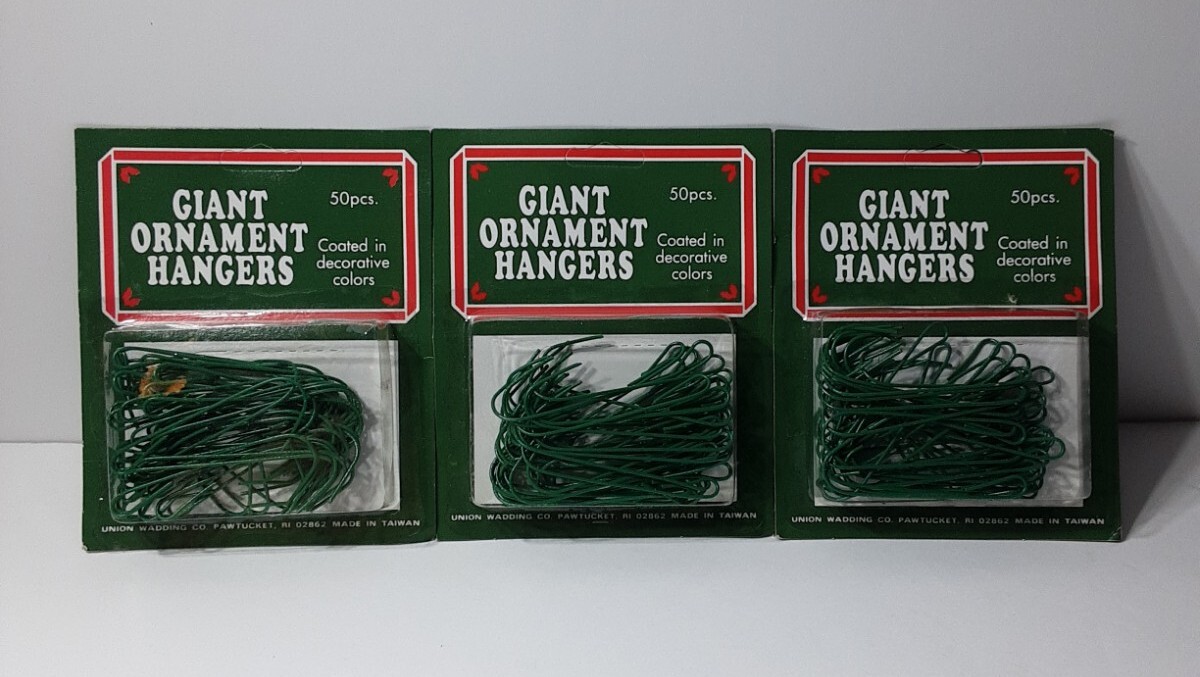 GIANT
ORNAMENT
HANGERS
50pcs.
Coated in
decorative
colors
UNION WADDING CO. PAWTUCKET, RI 02862 MADE IN TAIWAN
GIANT
ORNAMENT
HANGERS
50pcs.
Coated in
decorative
colors
UNION WADDING CO. PAWTUCKET, RI 02862 MADE IN TAIWAN
GIANT
ORNAMENT
HANGERS
50pcs.
Coated in
decorative
colors
UNION WADDING CO. PAWTUCKET, RI 02862 MADE IN TAIWAN